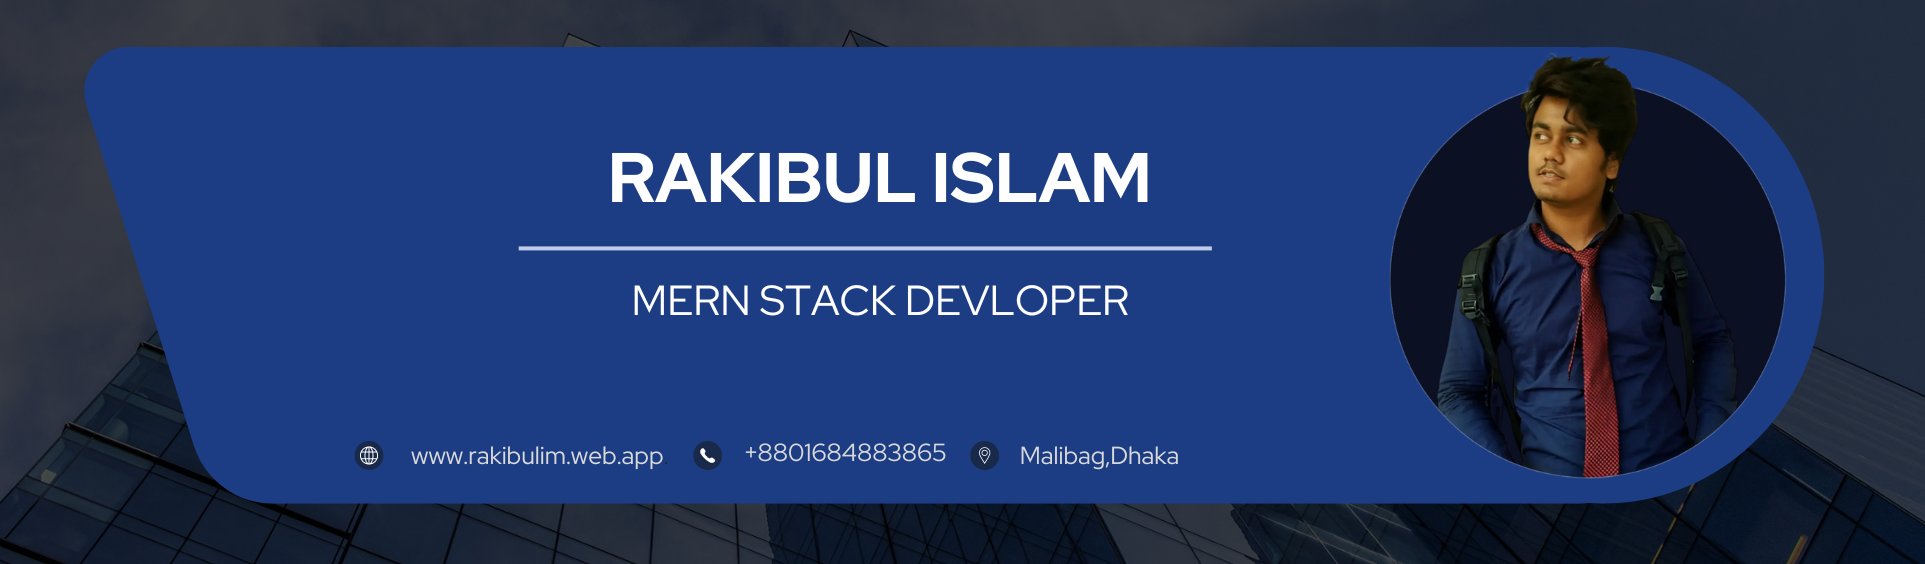 RAKIBUL ISLAM
MERN STACK DEVLOPER
www.rakibulim.web.app +8801684883865 Malibag,Dhaka